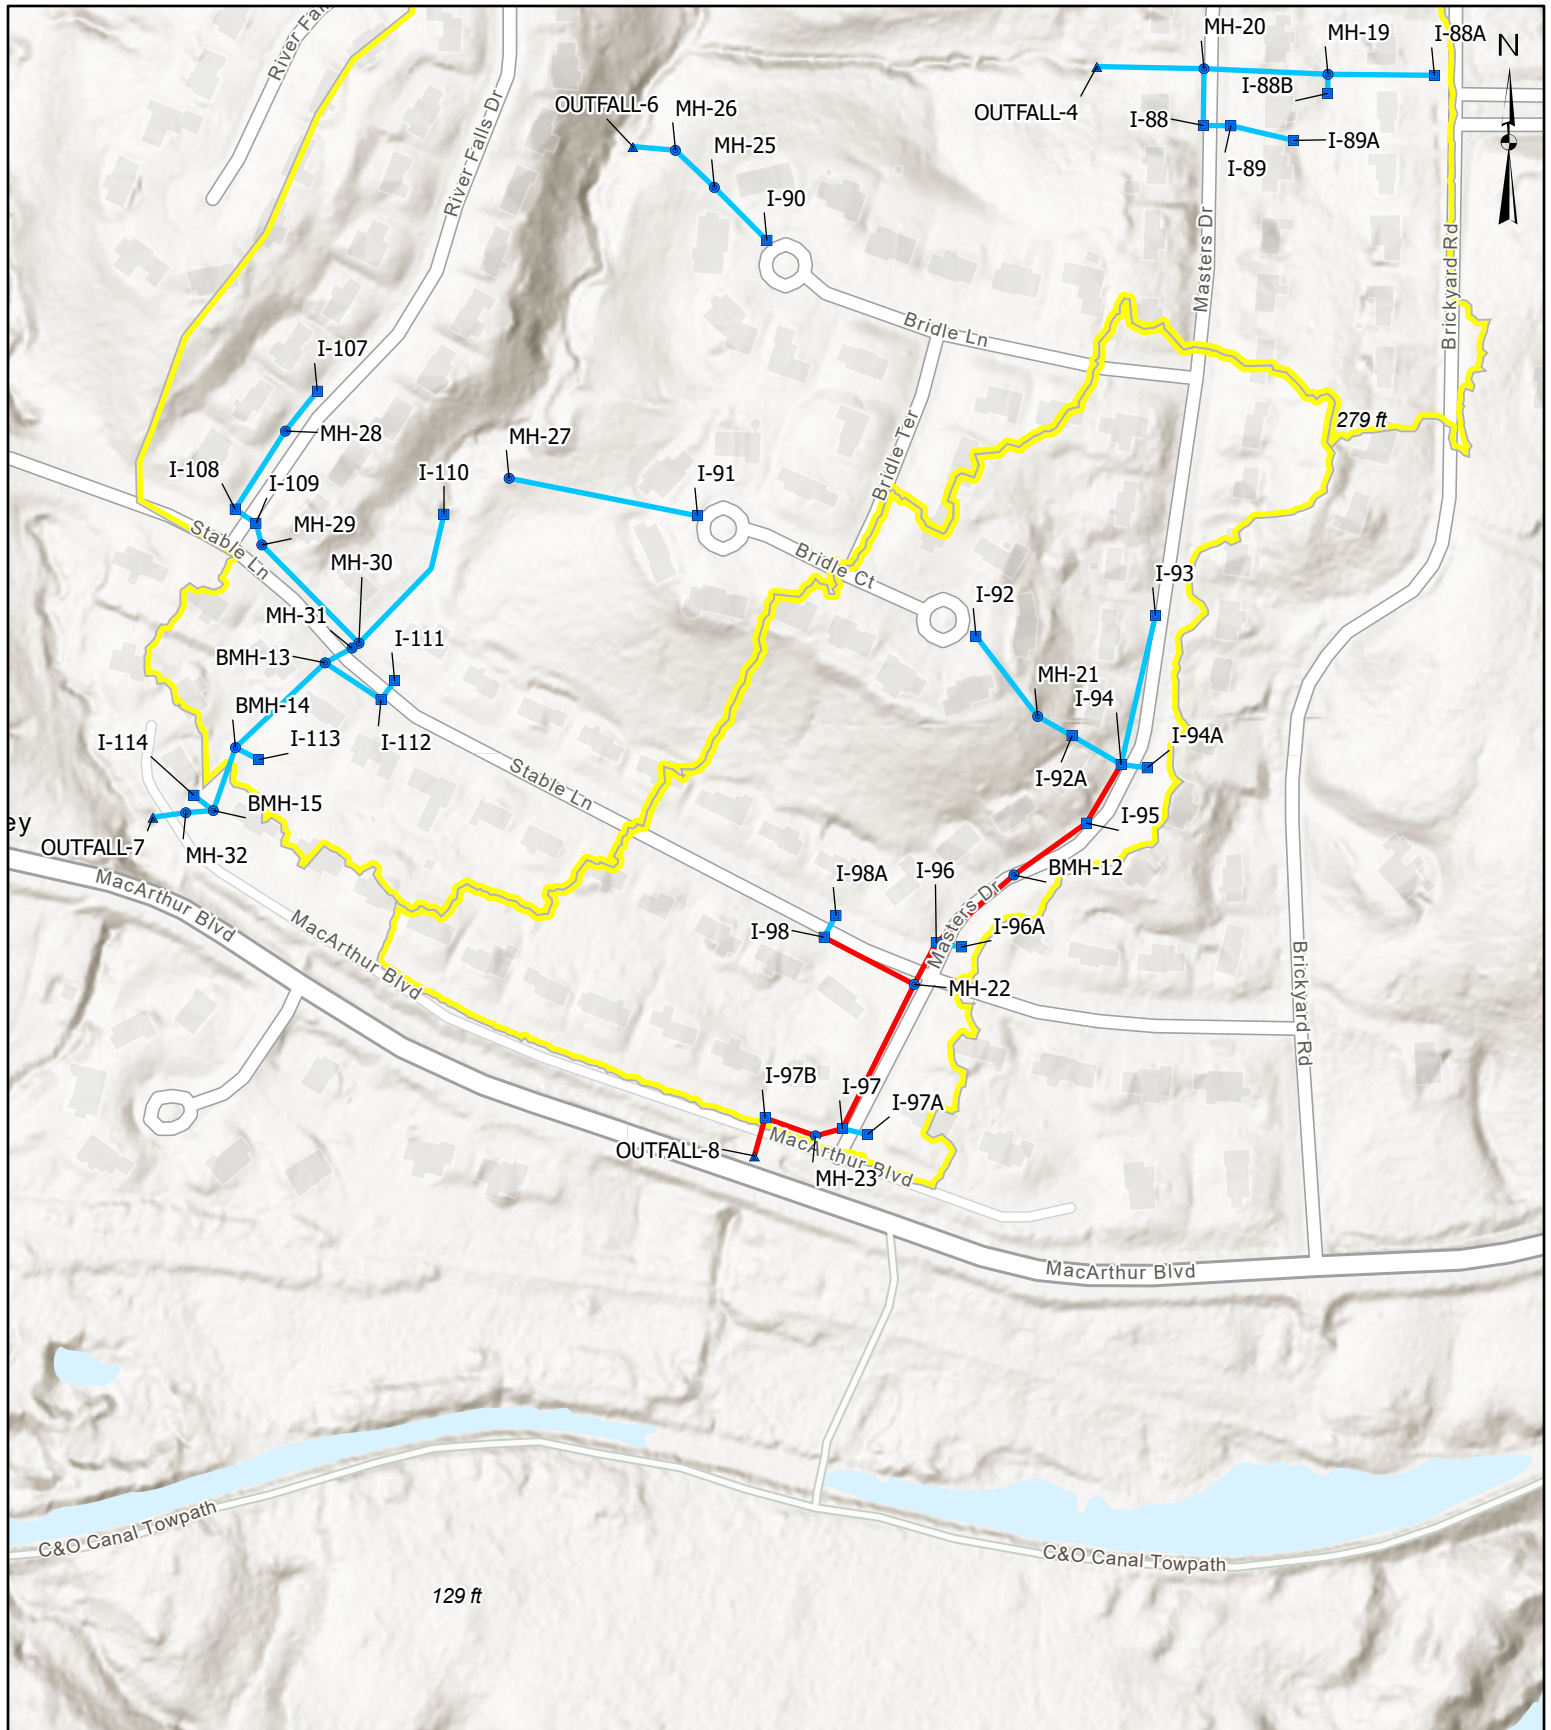 River Fal
MH-20
MH-19
I-88A
N
OUTFALL-6
MH-26
I-88B
OUTFALL-4
I-88
I-89A
MH-25
I-89
River Falls Dr
I-90
Masters Dr
Brickyard Rd
Bridle Ln
I-107
279 ft
MH-28
MH-27
Bridle Ter
I-108
I-109
I-110
I-91
MH-29
Stable Ln
MH-30
Bridle Ct
I-93
I-92
MH-31
I-111
BMH-13
MH-21
I-94
BMH-14
I-114
I-113
I-112
I-94A
Stable Ln
I-92A
BMH-15
ey
I-95
OUTFALL-7
MH-32
MacArthur Blvd
I-98A
I-96
BMH-12
MacArthur Blvd
I-98
Masters Dr
I-96A
MH-22
Brickyard Rd
I-97B
I-97
I-97A
OUTFALL-8
MacArthur Blvd
MH-23
MacArthur Blvd
C&O Canal Towpath
C&O Canal Towpath
129 ft